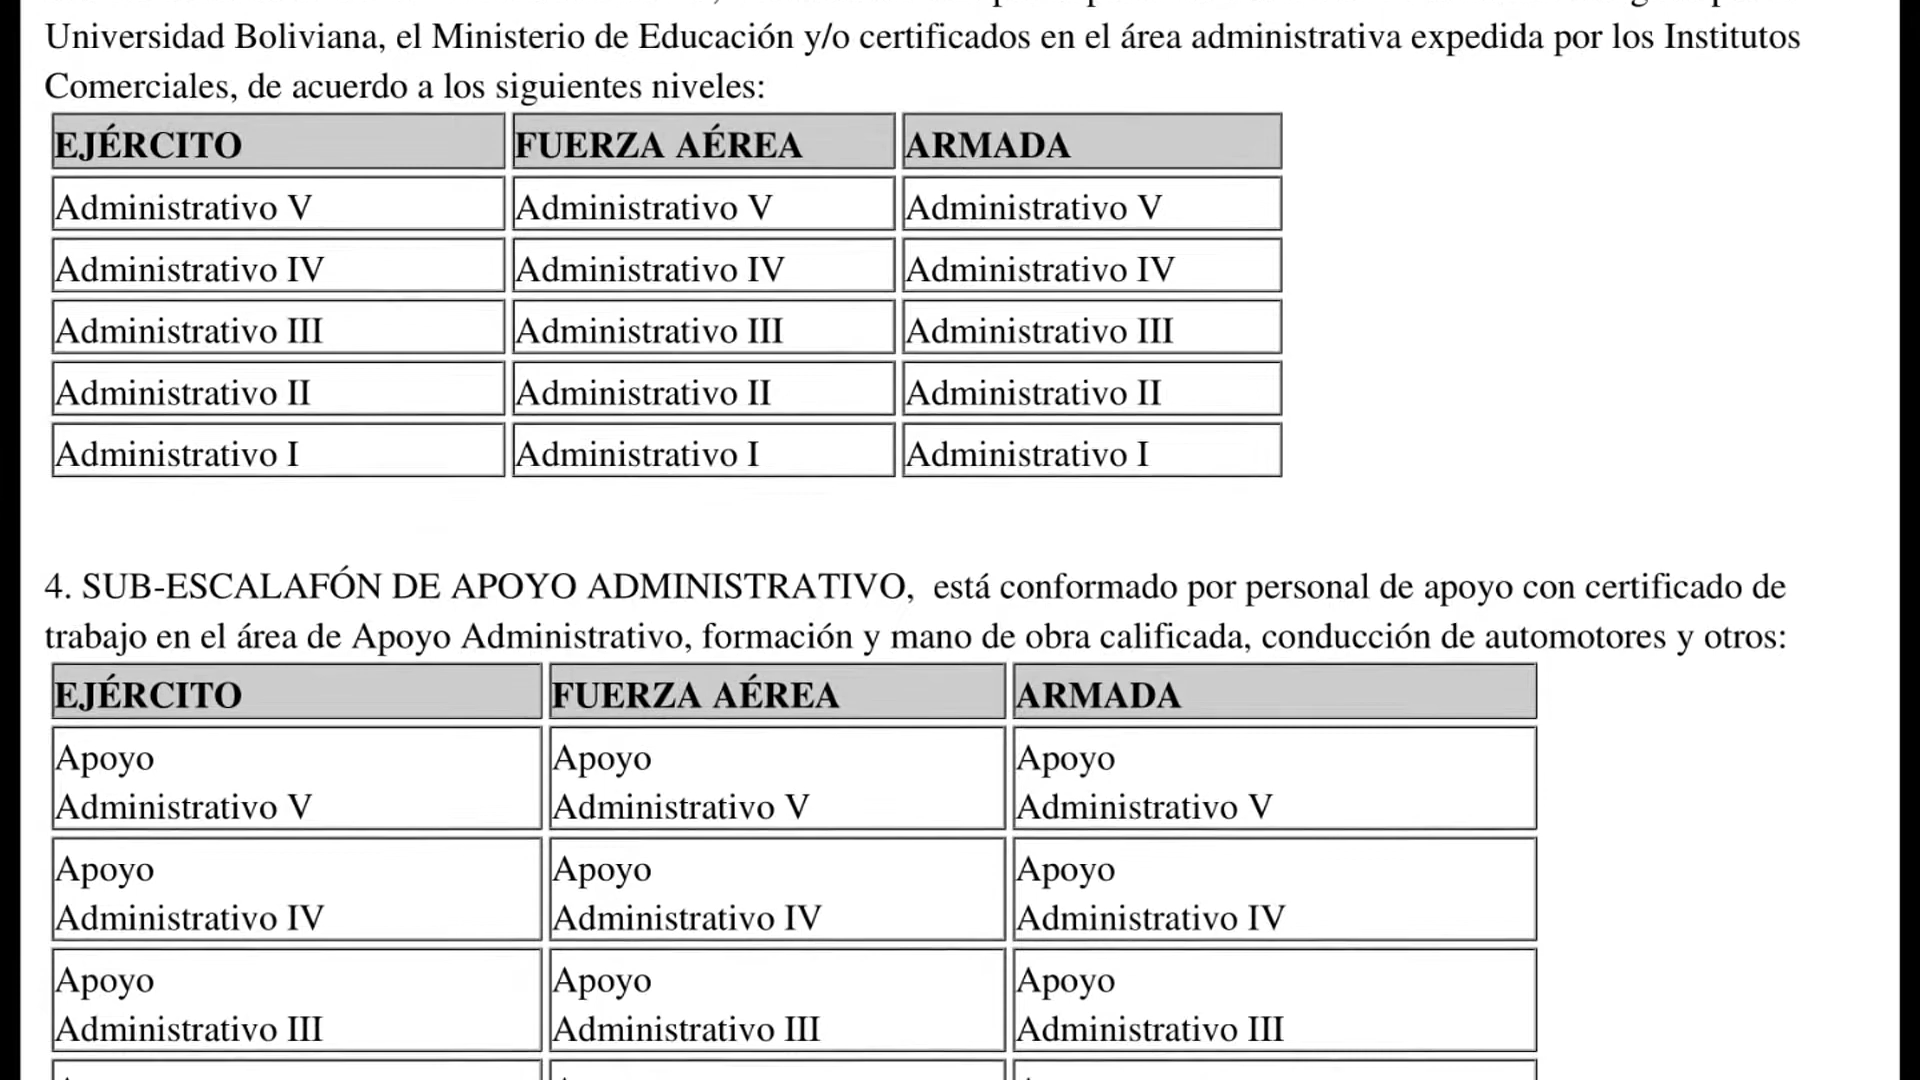 Universidad Boliviana, el Ministerio de Educación y/o certificados en el área administrativa expedida por los Institutos
Comerciales, de acuerdo a los siguientes niveles:
EJÉRCITO FUERZA AÉREA ARMADA
Administrativo V Administrativo V Administrativo V
Administrativo IV Administrativo IV Administrativo IV
Administrativo III Administrativo III Administrativo III
Administrativo II Administrativo II Administrativo II
Administrativo I Administrativo I Administrativo I
4. SUB-ESCALAFÓN DE APOYO ADMINISTRATIVO, está conformado por personal de apoyo con certificado de
trabajo en el área de Apoyo Administrativo, formación y mano de obra calificada, conducción de automotores y otros:
EJÉRCITO FUERZA AÉREA ARMADA
Apoyo Apoyo Apoyo
Administrativo V Administrativo V Administrativo V
Apoyo Apoyo Apoyo
Administrativo IV Administrativo IV Administrativo IV
Apoyo Apoyo Apoyo
Administrativo III Administrativo III Administrativo III